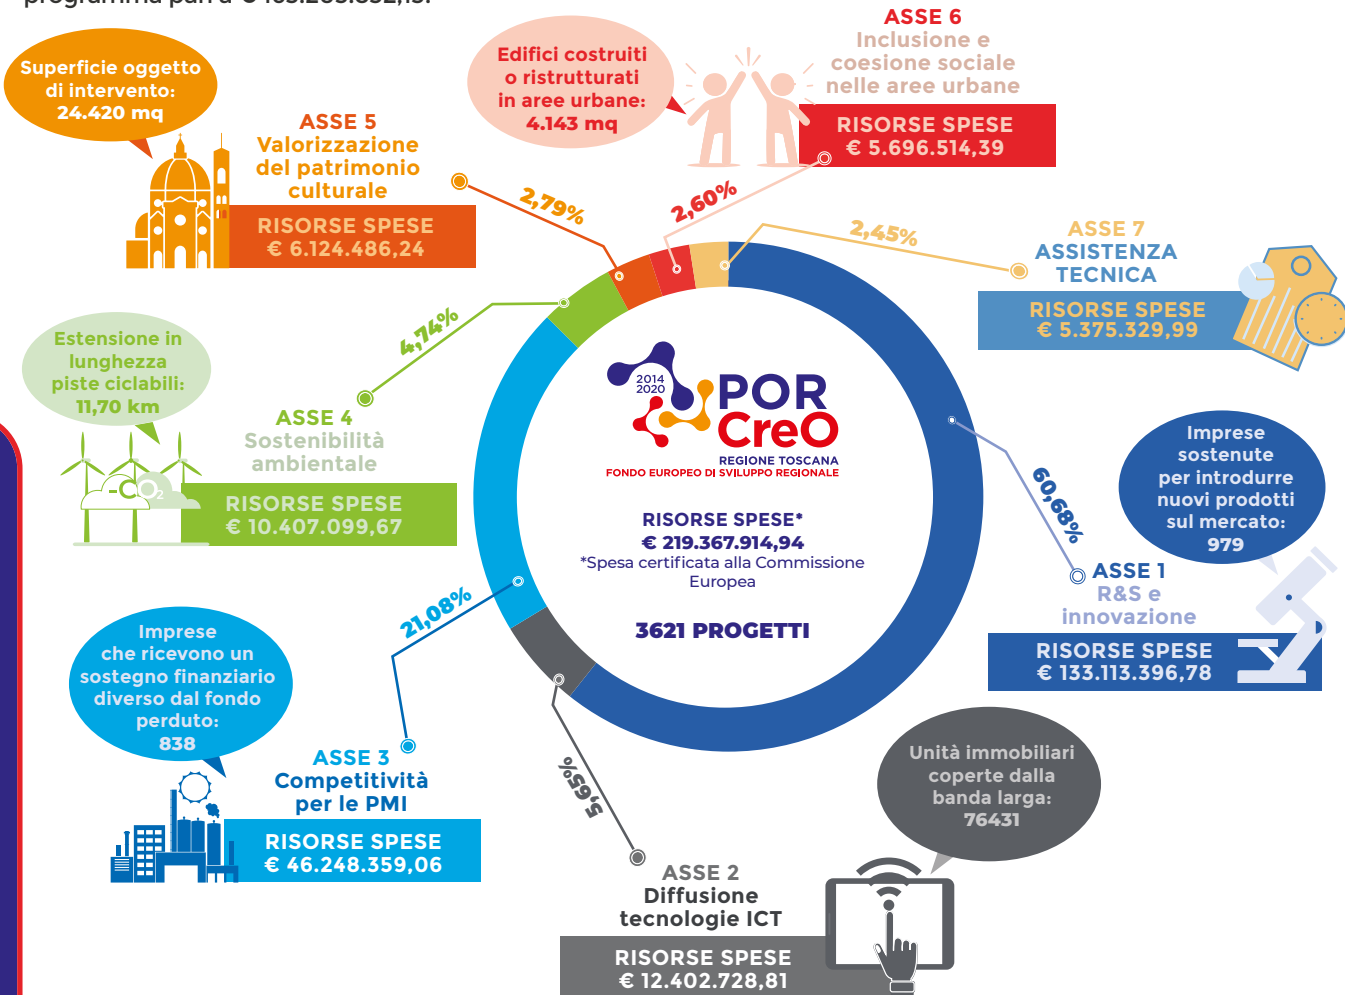 programma pari a € 163.265.832,13.
Superficie oggetto
di intervento:
24.420 mq
ASSE 5
Valorizzazione
del patrimonio
culturale
RISORSE SPESE
€ 6.124.486,24
2,79%
Edifici costruiti
o ristrutturati
in aree urbane:
4.143 mq
ASSE 6
Inclusione e
coesione sociale
nelle aree urbane
RISORSE SPESE
€ 5.696.514,39
2,60%
2,45%
ASSE 7
ASSISTENZA
TECNICA
RISORSE SPESE
€ 5.375.329,99
Estensione in
lunghezza
piste ciclabili:
11,70 km
4,74%
ASSE 4
Sostenibilità
ambientale
-CO2
RISORSE SPESE
€ 10.407.099,67
2014
2020
POR
CreO
REGIONE TOSCANA
FONDO EUROPEO DI SVILUPPO REGIONALE
RISORSE SPESE*
€ 219.367.914,94
*Spesa certificata alla Commissione
Europea
3621 PROGETTI
60,68%
Imprese
sostenute
per introdurre
nuovi prodotti
sul mercato:
979
ASSE 1
R&S e
innovazione
RISORSE SPESE
€ 133.113.396,78
21,08%
Imprese
che ricevono un
sostegno finanziario
diverso dal fondo
perduto:
838
ASSE 3
Competitività
per le PMI
RISORSE SPESE
€ 46.248.359,06
5,65%
Unità immobiliari
coperte dalla
banda larga:
76431
ASSE 2
Diffusione
tecnologie ICT
RISORSE SPESE
€ 12.402.728,81